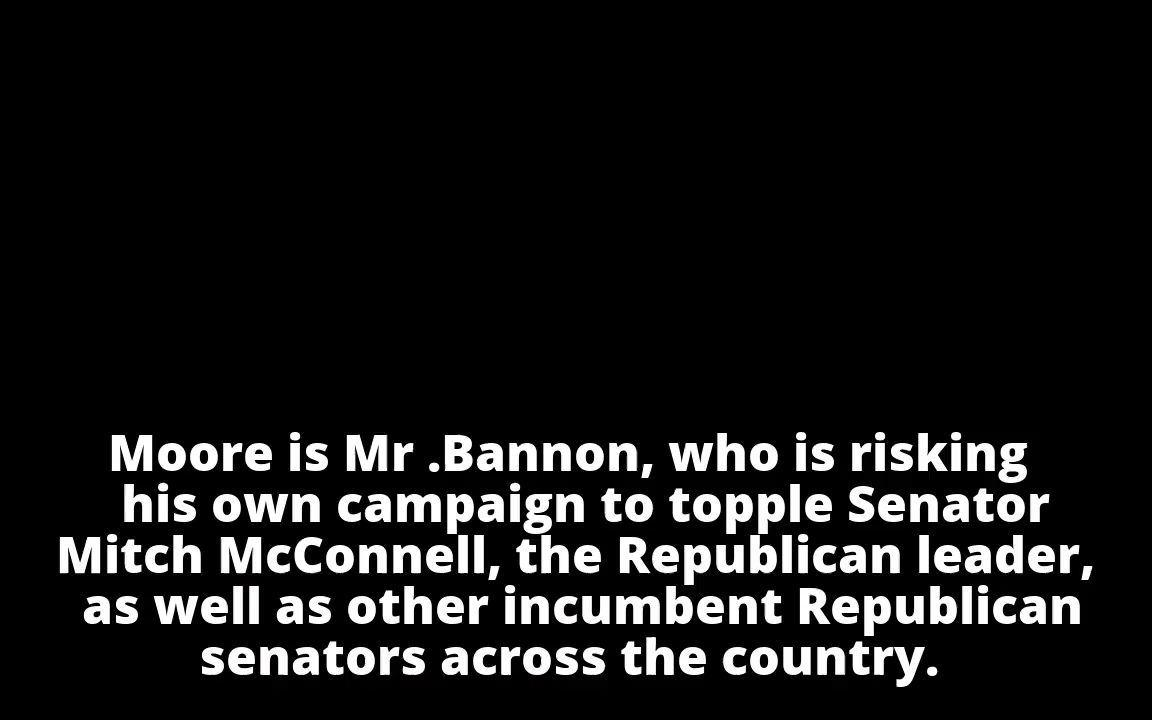 Moore is Mr .Bannon, who is risking
his own campaign to topple Senator
Mitch McConnell, the Republican leader,
as well as other incumbent Republican
senators across the country.